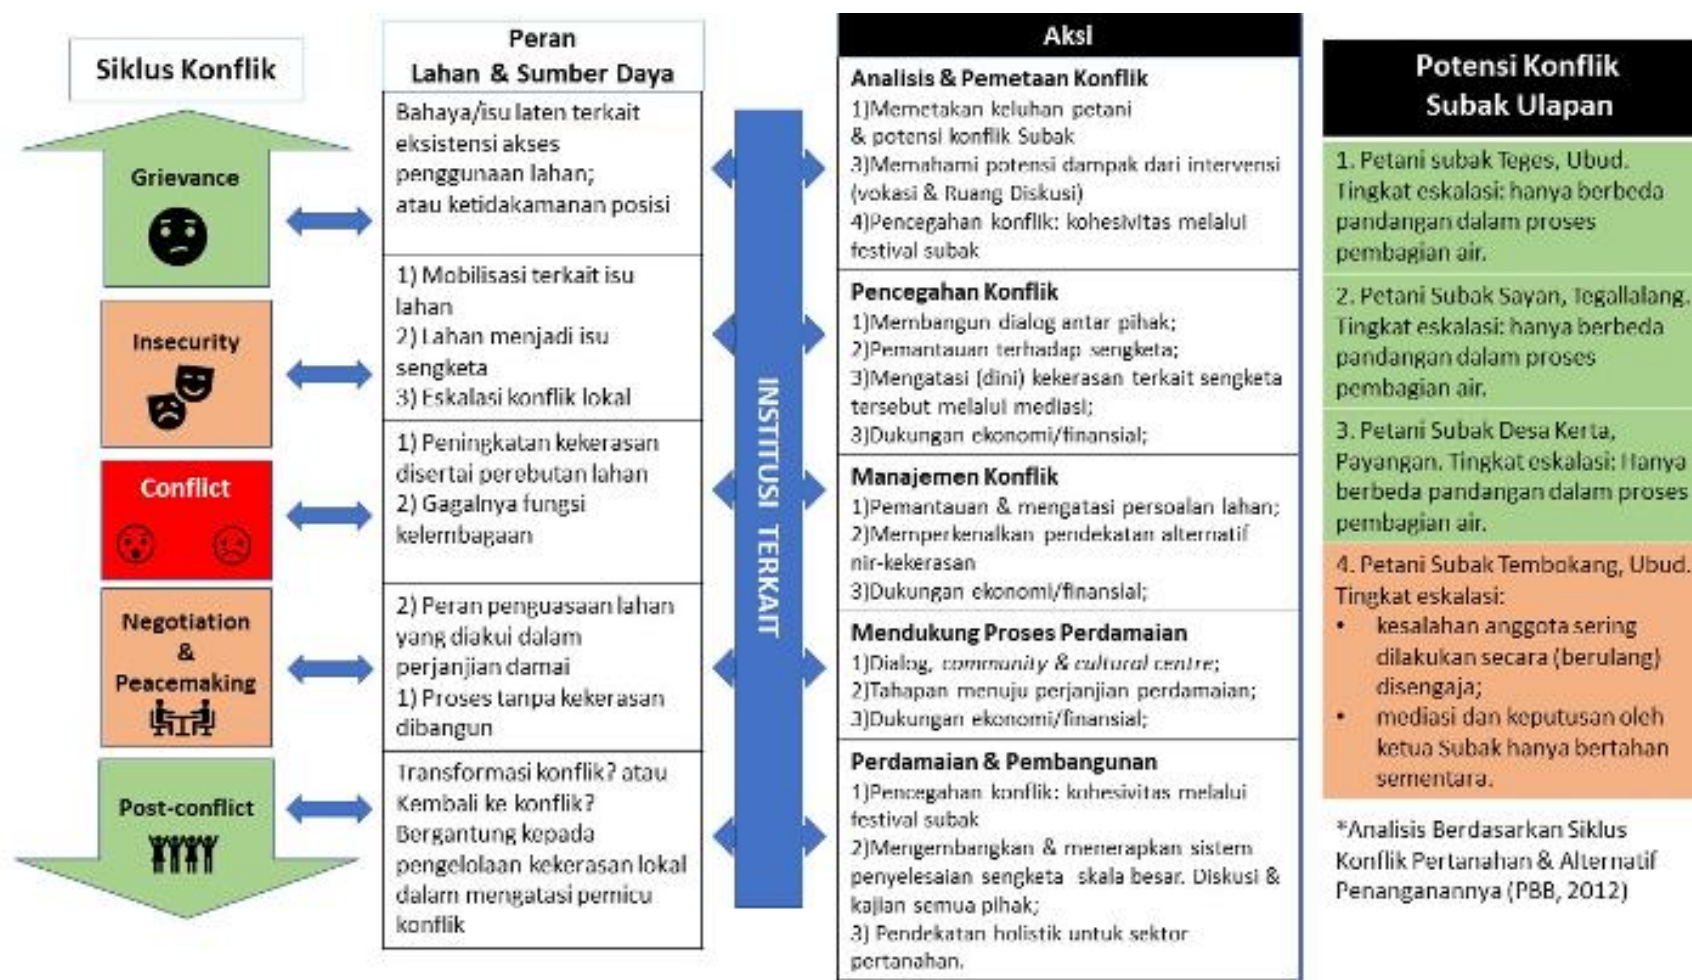 Siklus Konflik
Grievance
Insecurity
Conflict
Negotiation
&
Peacemaking
Post-conflict
Peran
Lahan & Sumber Daya
Bahaya/isu laten terkait
eksistensi akses
penggunaan lahan;
atau ketidakamanan posisi
1) Mobilisasi terkait isu
lahan
2) Lahan menjadi isu
sengketa
3) Eskalasi konflik lokal
1) Peningkatan kekerasan
disertai perebutan lahan
2) Gagalnya fungsi
kelembagaan
2) Peran penguasaan lahan
yang diakui dalam
perjanjian damai
1) Proses tanpa kekerasan
dibangun
Transformasi konflik? atau
Kembali ke konflik?
Bergantung kepada
pengelolaan kekerasan lokal
dalam mengatasi pemicu
konflik
INSTITUSI TERKAIT
Aksi
Analisis & Pemetaan Konflik
1)Memetakan keluhan petani
& potensi konflik Subak
3)Memahami potensi dampak dari intervensi
(vokasi & Ruang Diskusi)
4)Pencegahan konflik: kohesivitas melalui
festival subak
Pencegahan Konflik
1)Membangun dialog antar pihak;
2)Pemantauan terhadap sengketa;
3)Mengatasi (dini) kekerasan terkait sengketa
tersebut melalui mediasi;
3)Dukungan ekonomi/finansial;
Manajemen Konflik
1)Pemantauan & mengatasi persoalan lahan;
2)Memperkenalkan pendekatan alternatif
nir-kekerasan
3)Dukungan ekonomi/finansial;
Mendukung Proses Perdamaian
1)Dialog, community & cultural centre;
2)Tahapan menuju perjanjian perdamaian;
3)Dukungan ekonomi/finansial;
Perdamaian & Pembangunan
1)Pencegahan konflik: kohesivitas melalui
festival subak
2)Mengembangkan & menerapkan sistem
penyelesaian sengketa skala besar. Diskusi &
kajian semua pihak;
3) Pendekatan holistik untuk sektor
pertanahan.
Potensi Konflik
Subak Ulapan
1. Petani subak Teges, Ubud.
Tingkat eskalasi: hanya berbeda
pandangan dalam proses
pembagian air.
2. Petani Subak Sayan, Tegallalang.
Tingkat eskalasi: hanya berbeda
pandangan dalam proses
pembagian air.
3. Petani Subak Desa Kerta,
Payangan. Tingkat eskalasi: Hanya
berbeda pandangan dalam proses
pembagian air.
4. Petani Subak Tembokang, Ubud.
Tingkat eskalasi:
• kesalahan anggota sering
dilakukan secara (berulang)
disengaja;
• mediasi dan keputusan oleh
ketua Subak hanya bertahan
sementara.
*Analisis Berdasarkan Siklus
Konflik Pertanahan & Alternatif
Penanganannya (PBB, 2012)